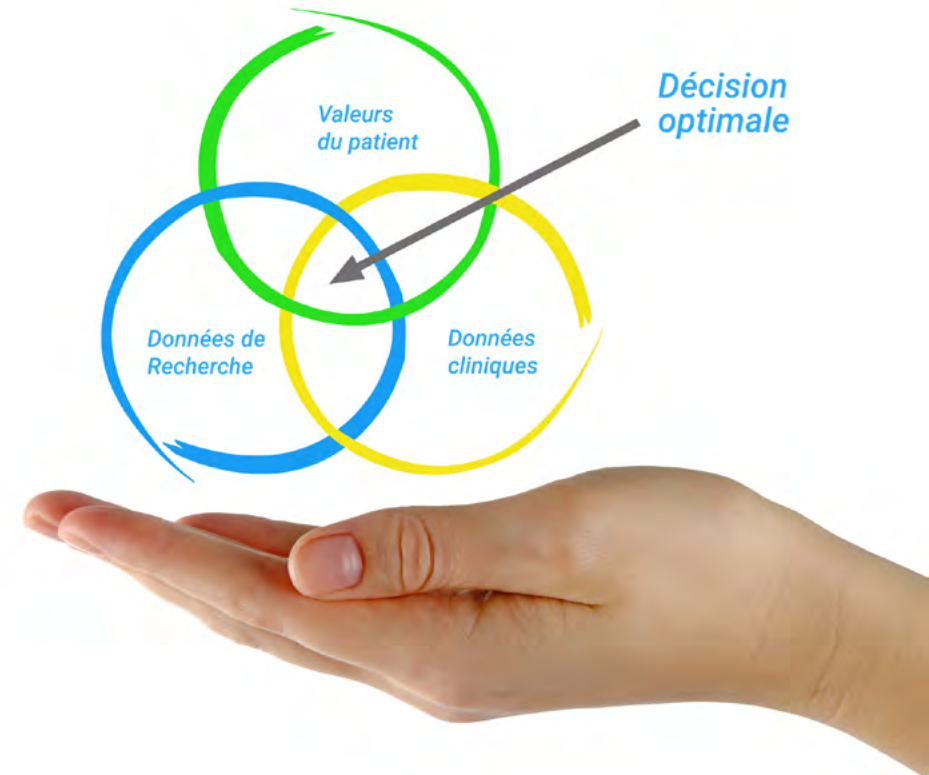 Valeurs
du patient
Décision
optimale
Données de
Recherche
Données
cliniques